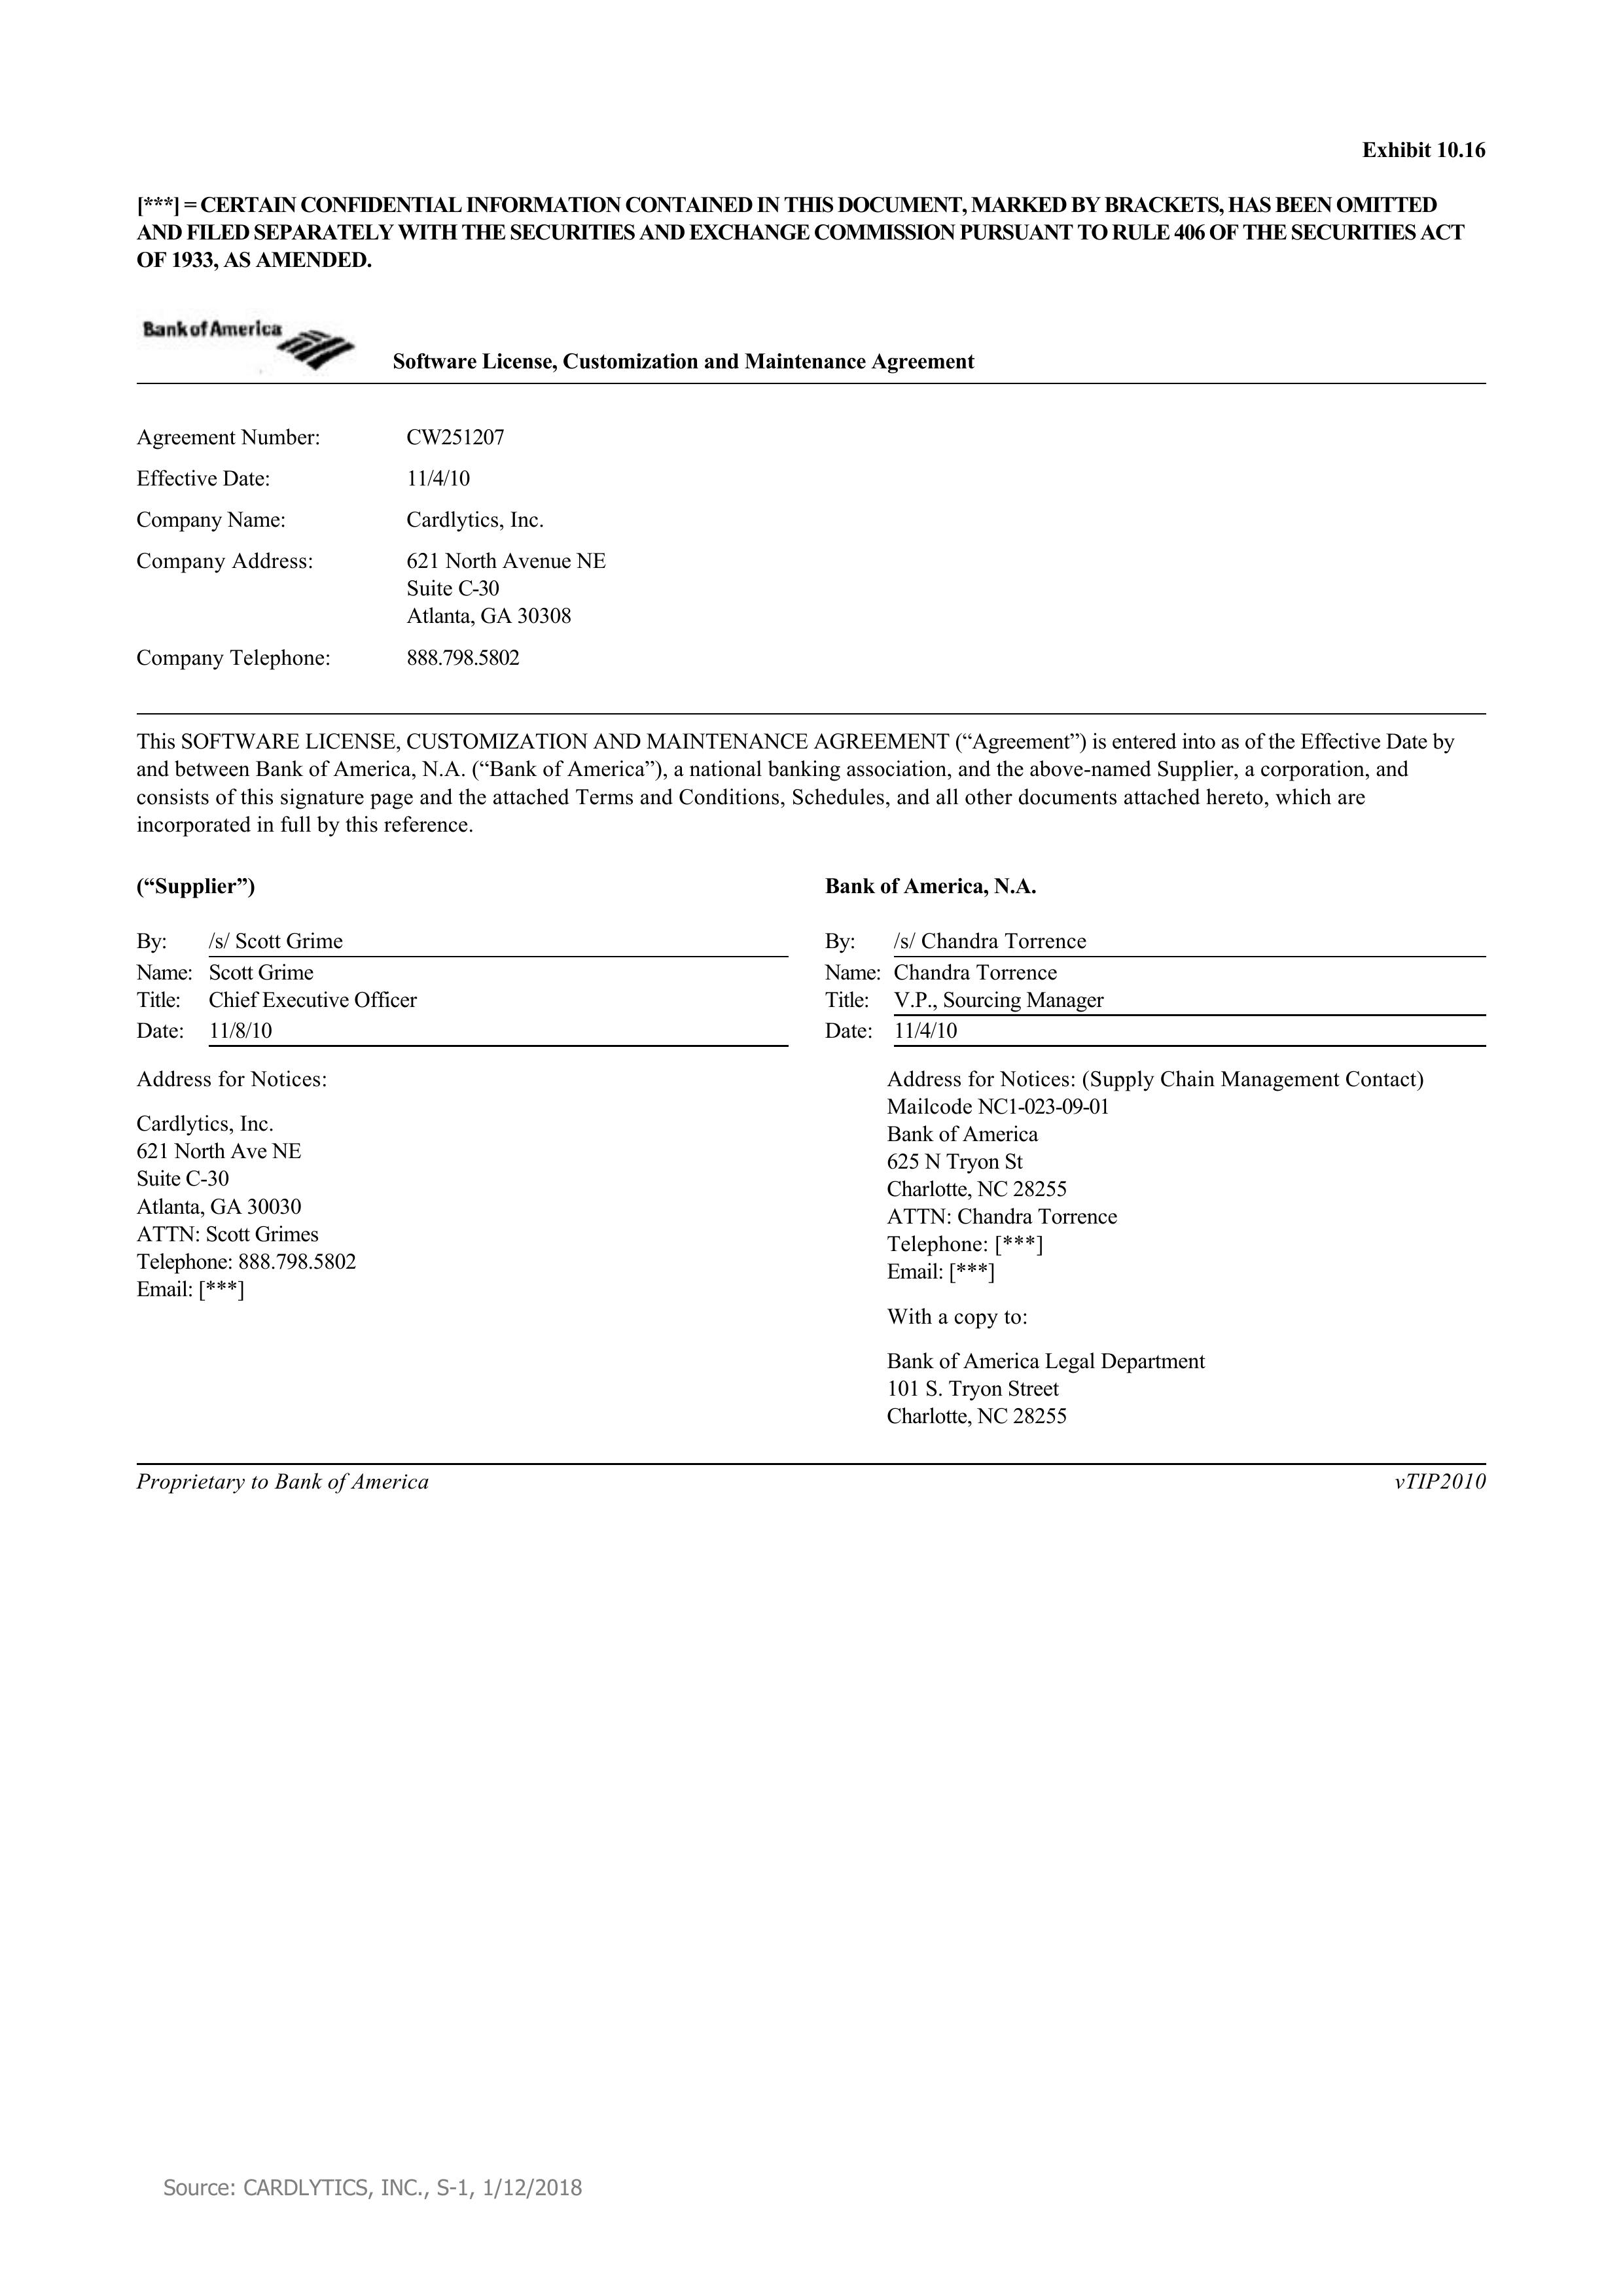 Exhibit 10.16
[***] = CERTAIN CONFIDENTIAL INFORMATION CONTAINED IN THIS DOCUMENT, MARKED BY BRACKETS, HAS BEEN OMITTED
AND FILED SEPARATELY WITH THE SECURITIES AND EXCHANGE COMMISSION PURSUANT TO RULE 406 OF THE SECURITIES ACT
OF 1933, AS AMENDED.
Bank of America
Software License, Customization and Maintenance Agreement
Agreement Number: CW251207
Effective Date: 11/4/10
Company Name: Cardlytics, Inc.
Company Address: 621 North Avenue NE
Suite C-30
Atlanta, GA 30308
Company Telephone: 888.798.5802
This SOFTWARE LICENSE, CUSTOMIZATION AND MAINTENANCE AGREEMENT (“Agreement”) is entered into as of the Effective Date by
and between Bank of America, N.A. (“Bank of America”), a national banking association, and the above-named Supplier, a corporation, and
consists of this signature page and the attached Terms and Conditions, Schedules, and all other documents attached hereto, which are
incorporated in full by this reference.
(“Supplier”)
By: /s/ Scott Grime
Name: Scott Grime
Title: Chief Executive Officer
Date: 11/8/10
Address for Notices:
Cardlytics, Inc.
621 North Ave NE
Suite C-30
Atlanta, GA 30030
ATTN: Scott Grimes
Telephone: 888.798.5802
Email: [***]
Bank of America, N.A.
By: /s/ Chandra Torrence
Name: Chandra Torrence
Title: V.P., Sourcing Manager
Date: 11/4/10
Address for Notices: (Supply Chain Management Contact)
Mailcode NC1-023-09-01
Bank of America
625 N Tryon St
Charlotte, NC 28255
ATTN: Chandra Torrence
Telephone: [***]
Email: [***]
With a copy to:
Bank of America Legal Department
101 S. Tryon Street
Charlotte, NC 28255
Proprietary to Bank of America vTIP2010
Source: CARDLYTICS, INC., S-1, 1/12/2018